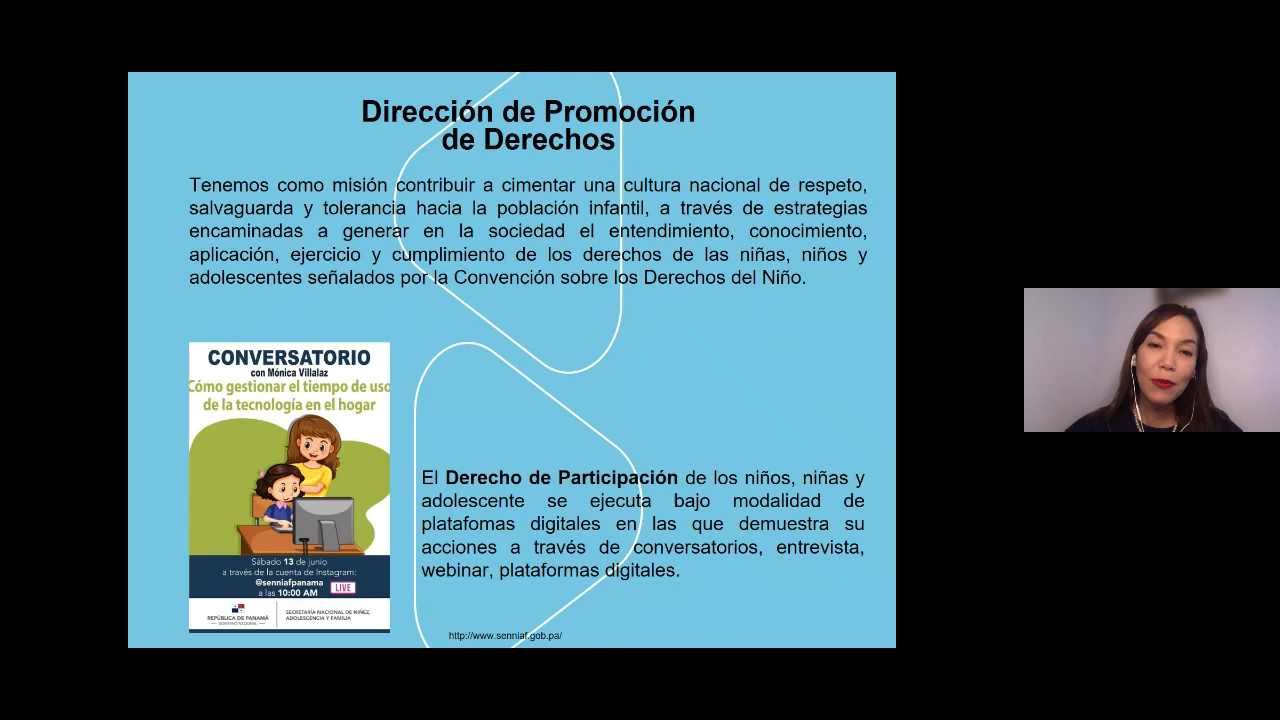 Dirección de Promoción
de Derechos
Tenemos como misión contribuir a cimentar una cultura nacional de respeto,
salvaguarda y tolerancia hacia la población infantil, a través de estrategias
encaminadas a generar en la sociedad el entendimiento, conocimiento,
aplicación, ejercicio y cumplimiento de los derechos de las niñas, niños y
adolescentes señalados por la Convención sobre los Derechos del Niño.
CONVERSATORIO
con Mónica Villalaz
Cómo gestionar el tiempo de uso
de la tecnología en el hogar
Sábado 13 de junio
a través de la cuenta de Instagram:
@senniafpanama
a las 10:00 AM
LIVE
REPÚBLICA DE PANAMÁ
— GOBIERNO NACIONAL —
SECRETARÍA NACIONAL DE NIÑEZ,
ADOLESCENCIA Y FAMILIA
El Derecho de Participación de los niños, niñas y
adolescente se ejecuta bajo modalidad de
platafomas digitales en las que demuestra su
acciones a través de conversatorios, entrevista,
webinar, plataformas digitales.
http://www.senniaf.gob.pa/